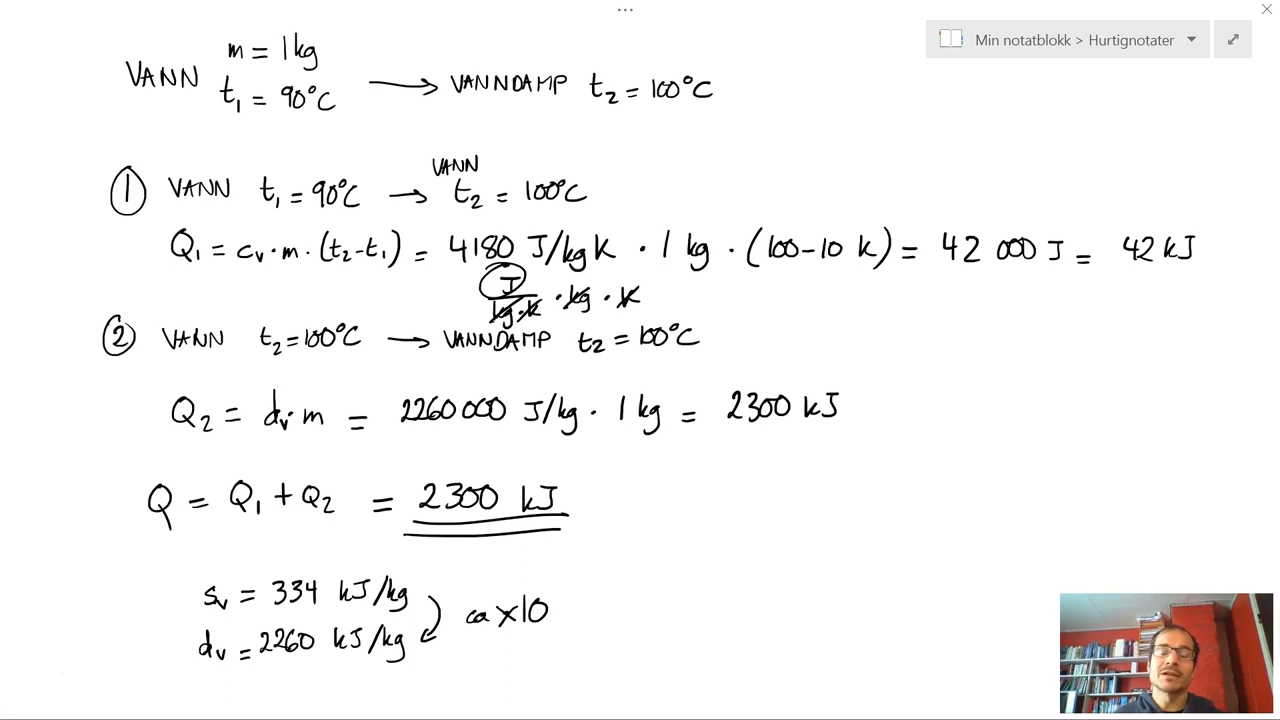 Min notatblokk > Hurtignotater
VANN m = 1 kg t₁ = 90°C → VANNDAMP t₂ = 100°C
① VANN t₁ = 90°C → VANN t₂ = 100°C
Q₁ = cᵥ · m · (t₂-t₁) = 4180 J/kg K · 1 kg · (100-10 K) = 42 000 J = 42 kJ
J/kg·K · kg · K
② VANN t₂ = 100°C → VANNDAMP t₂ = 100°C
Q₂ = dᵥ · m = 2260 000 J/kg · 1 kg = 2300 kJ
Q = Q₁ + Q₂ = 2300 kJ
sᵥ = 334 kJ/kg
dᵥ = 2260 kJ/kg
ca ×10